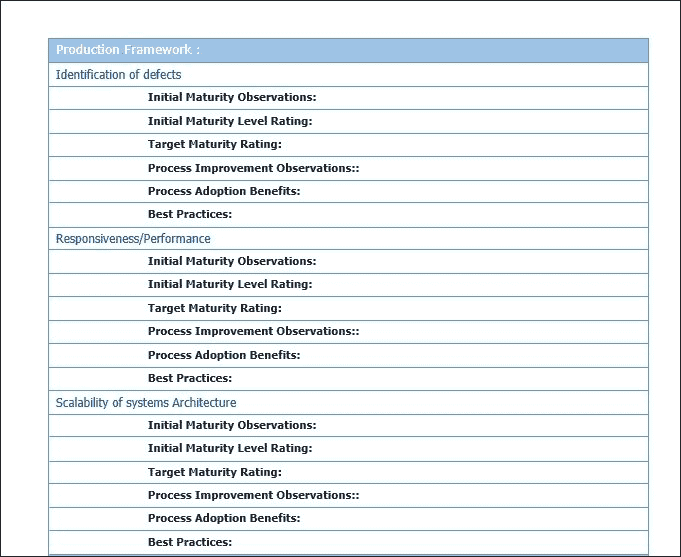 Production Framework :
Identification of defects
Initial Maturity Observations:
Initial Maturity Level Rating:
Target Maturity Rating:
Process Improvement Observations::
Process Adoption Benefits:
Best Practices:
Responsiveness/Performance
Initial Maturity Observations:
Initial Maturity Level Rating:
Target Maturity Rating:
Process Improvement Observations::
Process Adoption Benefits:
Best Practices:
Scalability of systems Architecture
Initial Maturity Observations:
Initial Maturity Level Rating:
Target Maturity Rating:
Process Improvement Observations::
Process Adoption Benefits:
Best Practices: